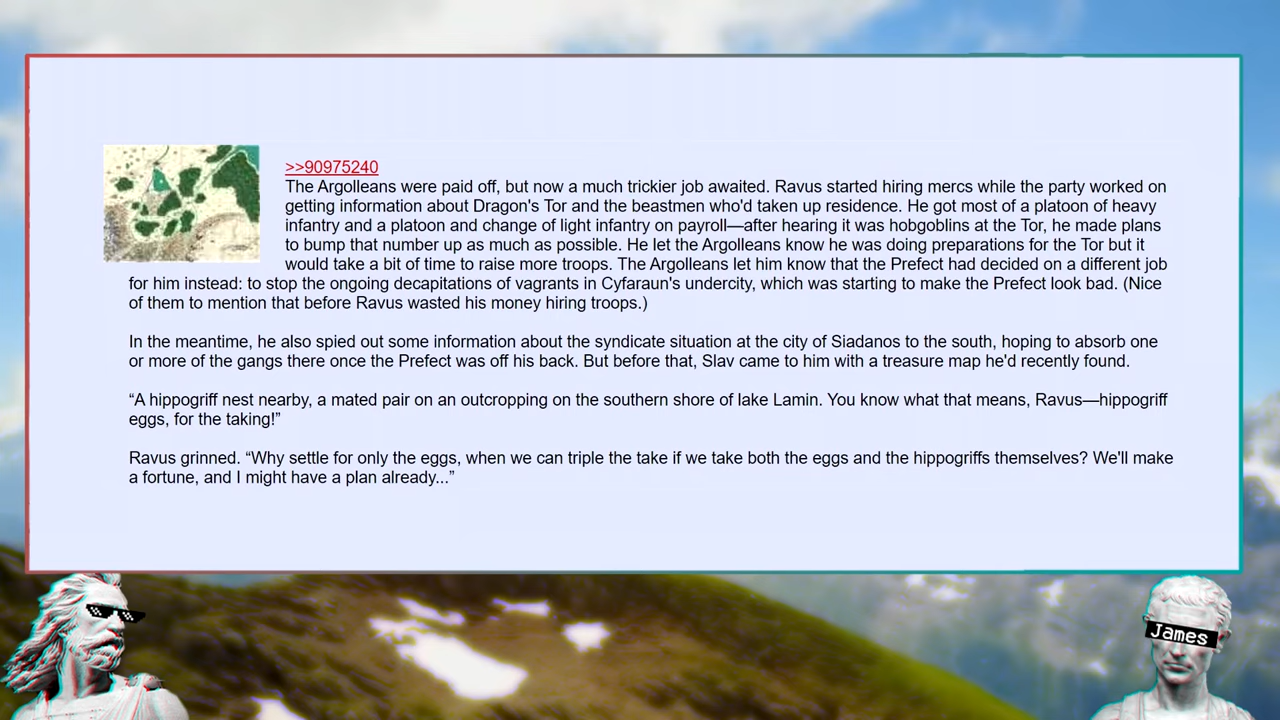 >>90975240
The Argolleans were paid off, but now a much trickier job awaited. Ravus started hiring mercs while the party worked on
getting information about Dragon's Tor and the beastmen who'd taken up residence. He got most of a platoon of heavy
infantry and a platoon and change of light infantry on payroll—after hearing it was hobgoblins at the Tor, he made plans
to bump that number up as much as possible. He let the Argolleans know he was doing preparations for the Tor but it
would take a bit of time to raise more troops. The Argolleans let him know that the Prefect had decided on a different job
for him instead: to stop the ongoing decapitations of vagrants in Cyfaraun's undercity, which was starting to make the Prefect look bad. (Nice
of them to mention that before Ravus wasted his money hiring troops.)
In the meantime, he also spied out some information about the syndicate situation at the city of Siadanos to the south, hoping to absorb one
or more of the gangs there once the Prefect was off his back. But before that, Slav came to him with a treasure map he'd recently found.
“A hippogriff nest nearby, a mated pair on an outcropping on the southern shore of lake Lamin. You know what that means, Ravus—hippogriff
eggs, for the taking!”
Ravus grinned. “Why settle for only the eggs, when we can triple the take if we take both the eggs and the hippogriffs themselves? We'll make
a fortune, and I might have a plan already...”
James